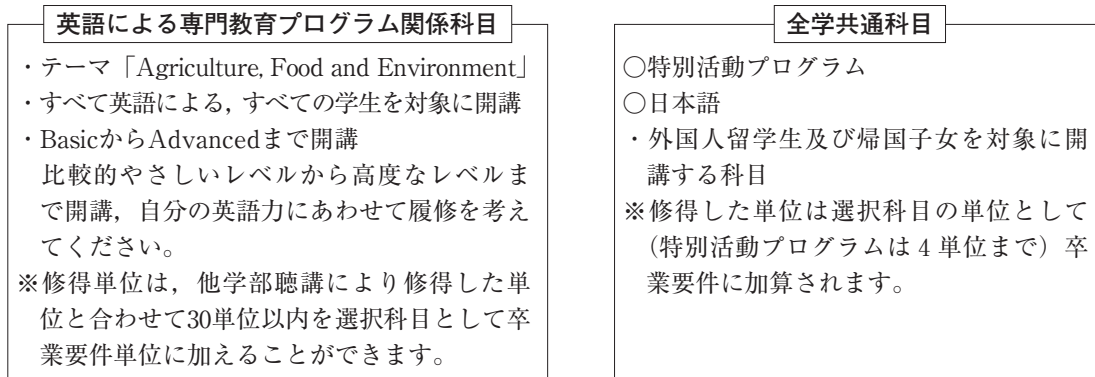 英語による専門教育プログラム関係科目
・テーマ「Agriculture, Food and Environment」
・すべて英語による，すべての学生を対象に開講
・BasicからAdvancedまで開講
比較的やさしいレベルから高度なレベルま
で開講，自分の英語力にあわせて履修を考え
てください。
※修得単位は，他学部聴講により修得した単
位と合わせて30単位以内を選択科目として卒
業要件単位に加えることができます。
全学共通科目
○特別活動プログラム
○日本語
・外国人留学生及び帰国子女を対象に開
講する科目
※修得した単位は選択科目の単位として
（特別活動プログラムは4単位まで）卒
業要件に加算されます。